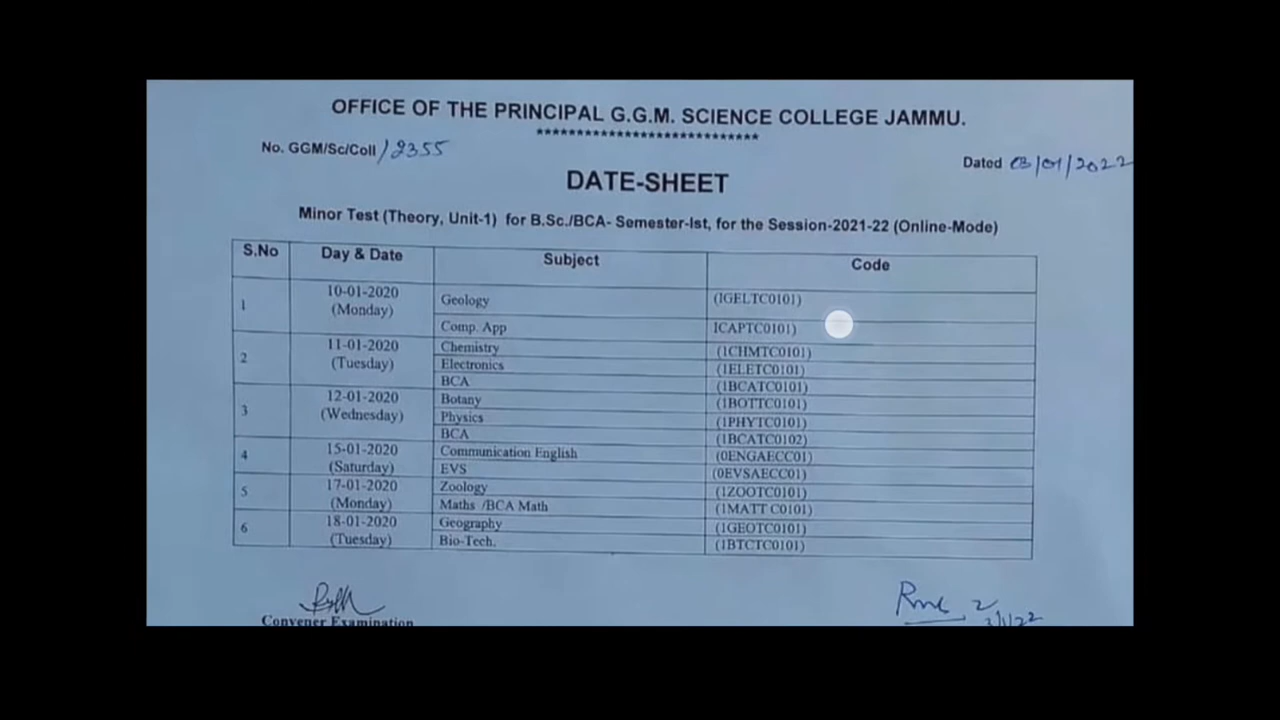 OFFICE OF THE PRINCIPAL G.G.M. SCIENCE COLLEGE JAMMU.
****************************
No. GGM/Sc/Coll/2355
Dated 03/01/2022
DATE-SHEET
Minor Test (Theory, Unit-1) for B.Sc./BCA- Semester-Ist, for the Session-2021-22 (Online-Mode)
S.No Day & Date Subject Code
1 10-01-2020 (Monday) Geology (IGELTC0101)
Comp. App ICAPTC0101)
2 11-01-2020 (Tuesday) Chemistry (1CHMTC0101)
Electronics (1ELETC0101)
BCA (1BCATC0101)
3 12-01-2020 (Wednesday) Botany (1BOTTC0101)
Physics (1PHYTC0101)
BCA (1BCATC0102)
4 15-01-2020 (Saturday) Communication English (0ENGAECC01)
EVS (0EVSAECC01)
5 17-01-2020 (Monday) Zoology (1ZOOTC0101)
Maths /BCA Math (1MATT C0101)
6 18-01-2020 (Tuesday) Geography (1GEOTC0101)
Bio-Tech. (1BTCTC0101)
Convener Examination